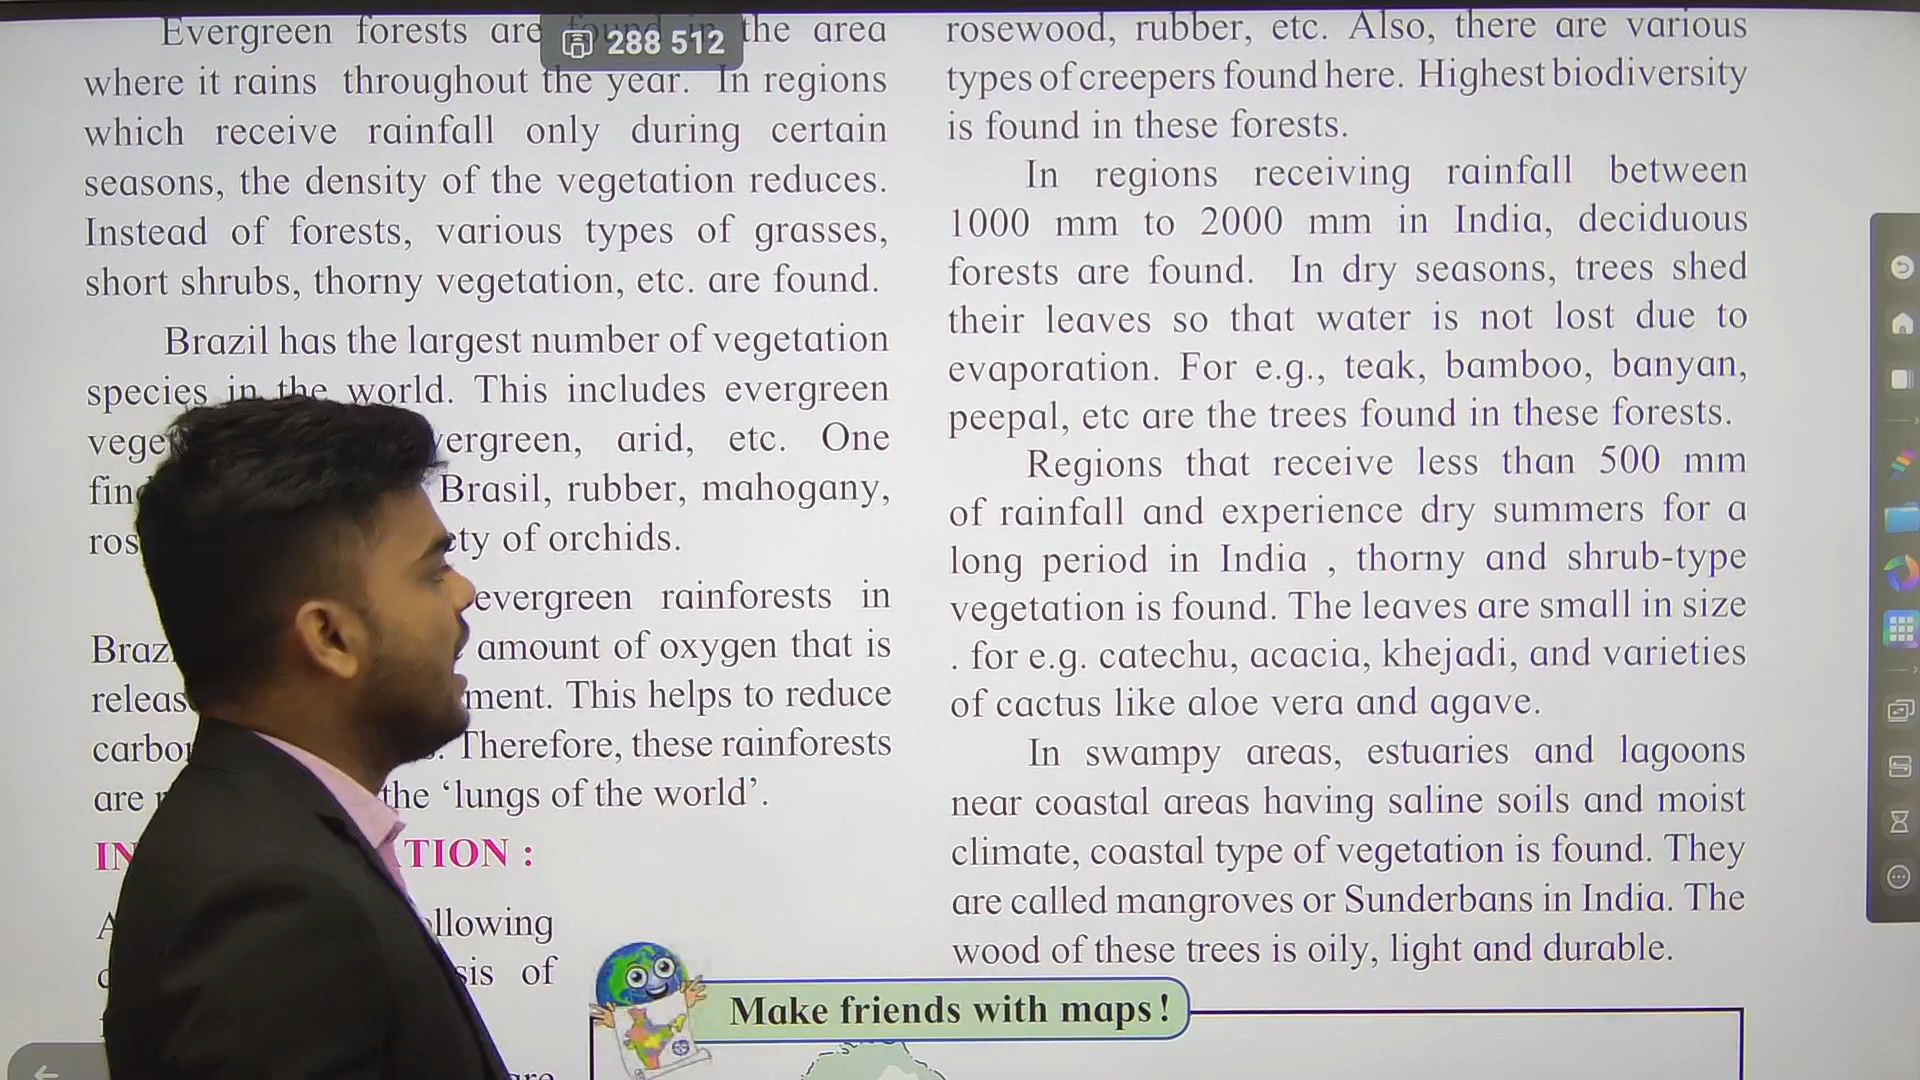 Evergreen forests are found in the area
288 512
where it rains throughout the year. In regions
which receive rainfall only during certain
seasons, the density of the vegetation reduces.
Instead of forests, various types of grasses,
short shrubs, thorny vegetation, etc. are found.
Brazil has the largest number of vegetation
species in the world. This includes evergreen
evergreen, arid, etc. One
Brasil, rubber, mahogany,
of orchids.
evergreen rainforests in
amount of oxygen that is
This helps to reduce
Therefore, these rainforests
are the ‘lungs of the world’.
rosewood, rubber, etc. Also, there are various
types of creepers found here. Highest biodiversity
is found in these forests.
In regions receiving rainfall between
1000 mm to 2000 mm in India, deciduous
forests are found. In dry seasons, trees shed
their leaves so that water is not lost due to
evaporation. For e.g., teak, bamboo, banyan,
peepal, etc are the trees found in these forests.
Regions that receive less than 500 mm
of rainfall and experience dry summers for a
long period in India , thorny and shrub-type
vegetation is found. The leaves are small in size
. for e.g. catechu, acacia, khejadi, and varieties
of cactus like aloe vera and agave.
In swampy areas, estuaries and lagoons
near coastal areas having saline soils and moist
climate, coastal type of vegetation is found. They
are called mangroves or Sunderbans in India. The
wood of these trees is oily, light and durable.
Make friends with maps!